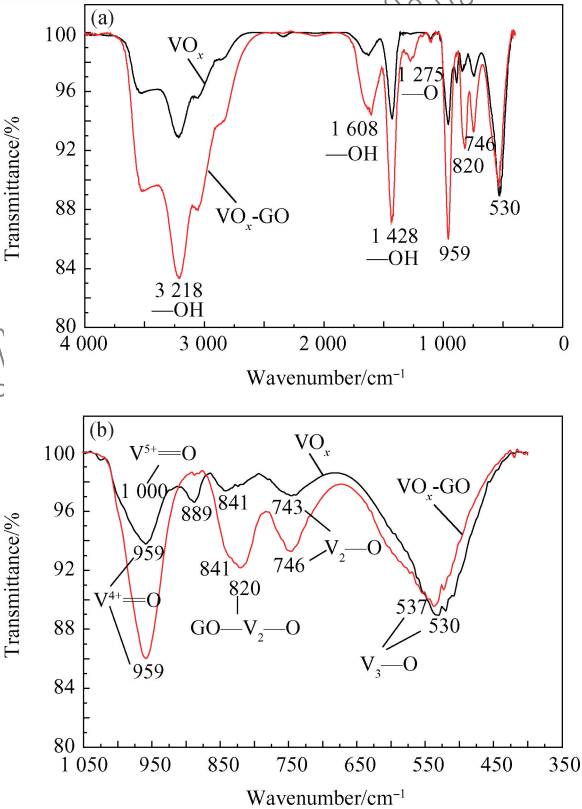 (a)
100
96
92
88
84
80
Transmittance/%
VOx
VOx-GO
3 218
—OH
1 608
—OH
1 428
—OH
1 275
—O
959
820
746
530
4 000
3 000
2 000
1 000
0
Wavenumber/cm⁻¹
(b)
100
96
92
88
84
80
Transmittance/%
V⁵⁺═O
1 000
VOx
VOx-GO
959
889
841
743
841
820
746
V₂—O
V⁴⁺═O
GO—V₂—O
537
530
V₃—O
959
1 050
950
850
750
650
550
450
350
Wavenumber/cm⁻¹